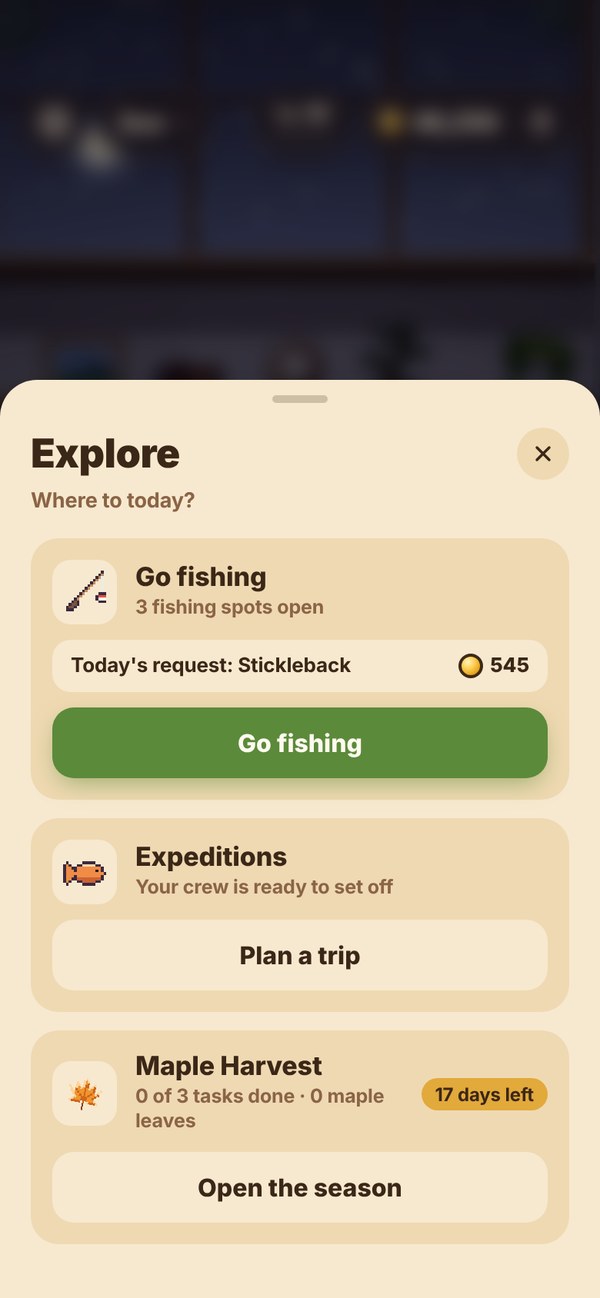 Explore
Where to today?
Go fishing
3 fishing spots open
Today's request: Stickleback 545
Go fishing
Expeditions
Your crew is ready to set off
Plan a trip
Maple Harvest
0 of 3 tasks done · 0 maple
leaves
17 days left
Open the season